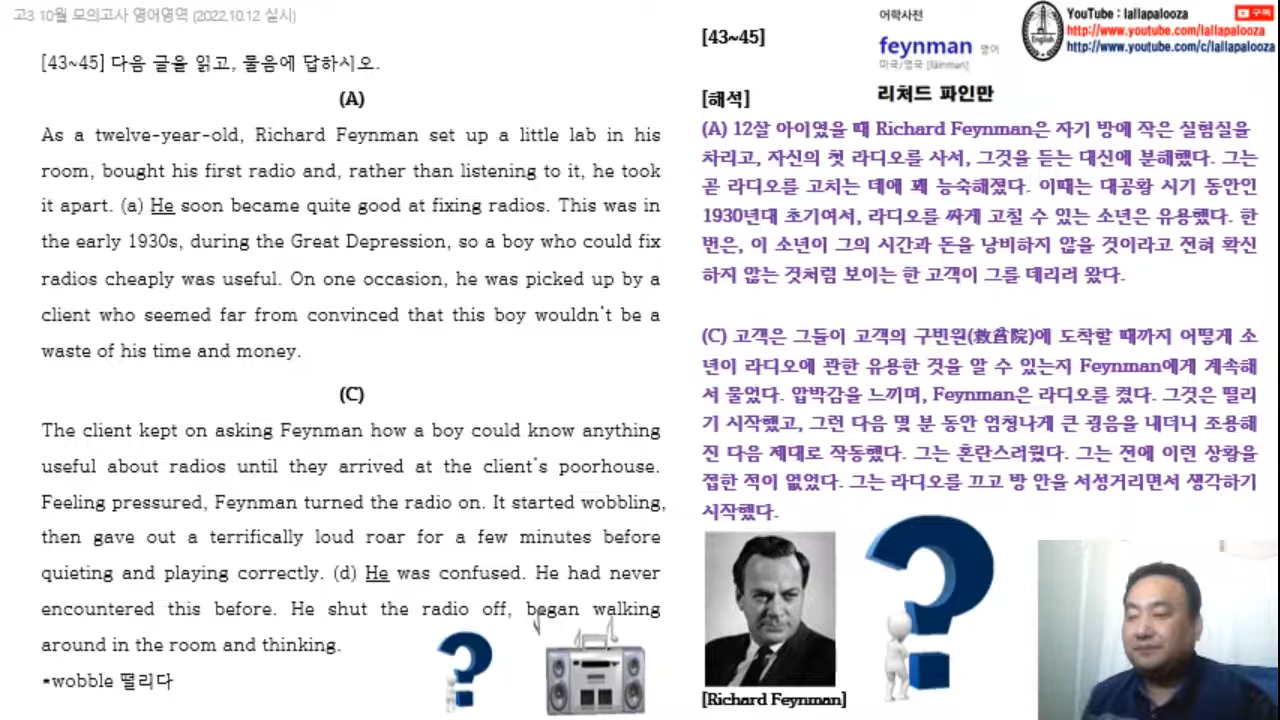 고3 10월 모의고사 영어영역 (2022.10.12 실시)
[43~45] 다음 글을 읽고, 물음에 답하시오.
(A)
As a twelve-year-old, Richard Feynman set up a little lab in his
room, bought his first radio and, rather than listening to it, he took
it apart. (a) He soon became quite good at fixing radios. This was in
the early 1930s, during the Great Depression, so a boy who could fix
radios cheaply was useful. On one occasion, he was picked up by a
client who seemed far from convinced that this boy wouldn't be a
waste of his time and money.
(C)
The client kept on asking Feynman how a boy could know anything
useful about radios until they arrived at the client's poorhouse.
Feeling pressured, Feynman turned the radio on. It started wobbling,
then gave out a terrifically loud roar for a few minutes before
quieting and playing correctly. (d) He was confused. He had never
encountered this before. He shut the radio off, began walking
around in the room and thinking.
*wobble 떨리다
[43~45]
어학사전
feynman 영어
미국/영국 [fáinmən]
리처드 파인만
YouTube : lallapalooza
구독
http://www.youtube.com/lallapalooza
http://www.youtube.com/c/lallapalooza
English
[해석]
(A) 12살 아이였을 때 Richard Feynman은 자기 방에 작은 실험실을
차리고, 자신의 첫 라디오를 사서, 그것을 듣는 대신에 분해했다. 그는
곧 라디오를 고치는 데에 꽤 능숙해졌다. 이때는 대공황 시기 동안인
1930년대 초기여서, 라디오를 싸게 고칠 수 있는 소년은 유용했다. 한
번은, 이 소년이 그의 시간과 돈을 낭비하지 않을 것이라고 전혀 확신
하지 않는 것처럼 보이는 한 고객이 그를 데리러 왔다.
(C) 고객은 그들이 고객의 구빈원(救貧院)에 도착할 때까지 어떻게 소
년이 라디오에 관한 유용한 것을 알 수 있는지 Feynman에게 계속해
서 물었다. 압박감을 느끼며, Feynman은 라디오를 켰다. 그것은 떨리
기 시작했고, 그런 다음 몇 분 동안 엄청나게 큰 굉음을 내더니 조용해
진 다음 제대로 작동했다. 그는 혼란스러웠다. 그는 전에 이런 상황을
접한 적이 없었다. 그는 라디오를 끄고 방 안을 서성거리면서 생각하기
시작했다.
[Richard Feynman]